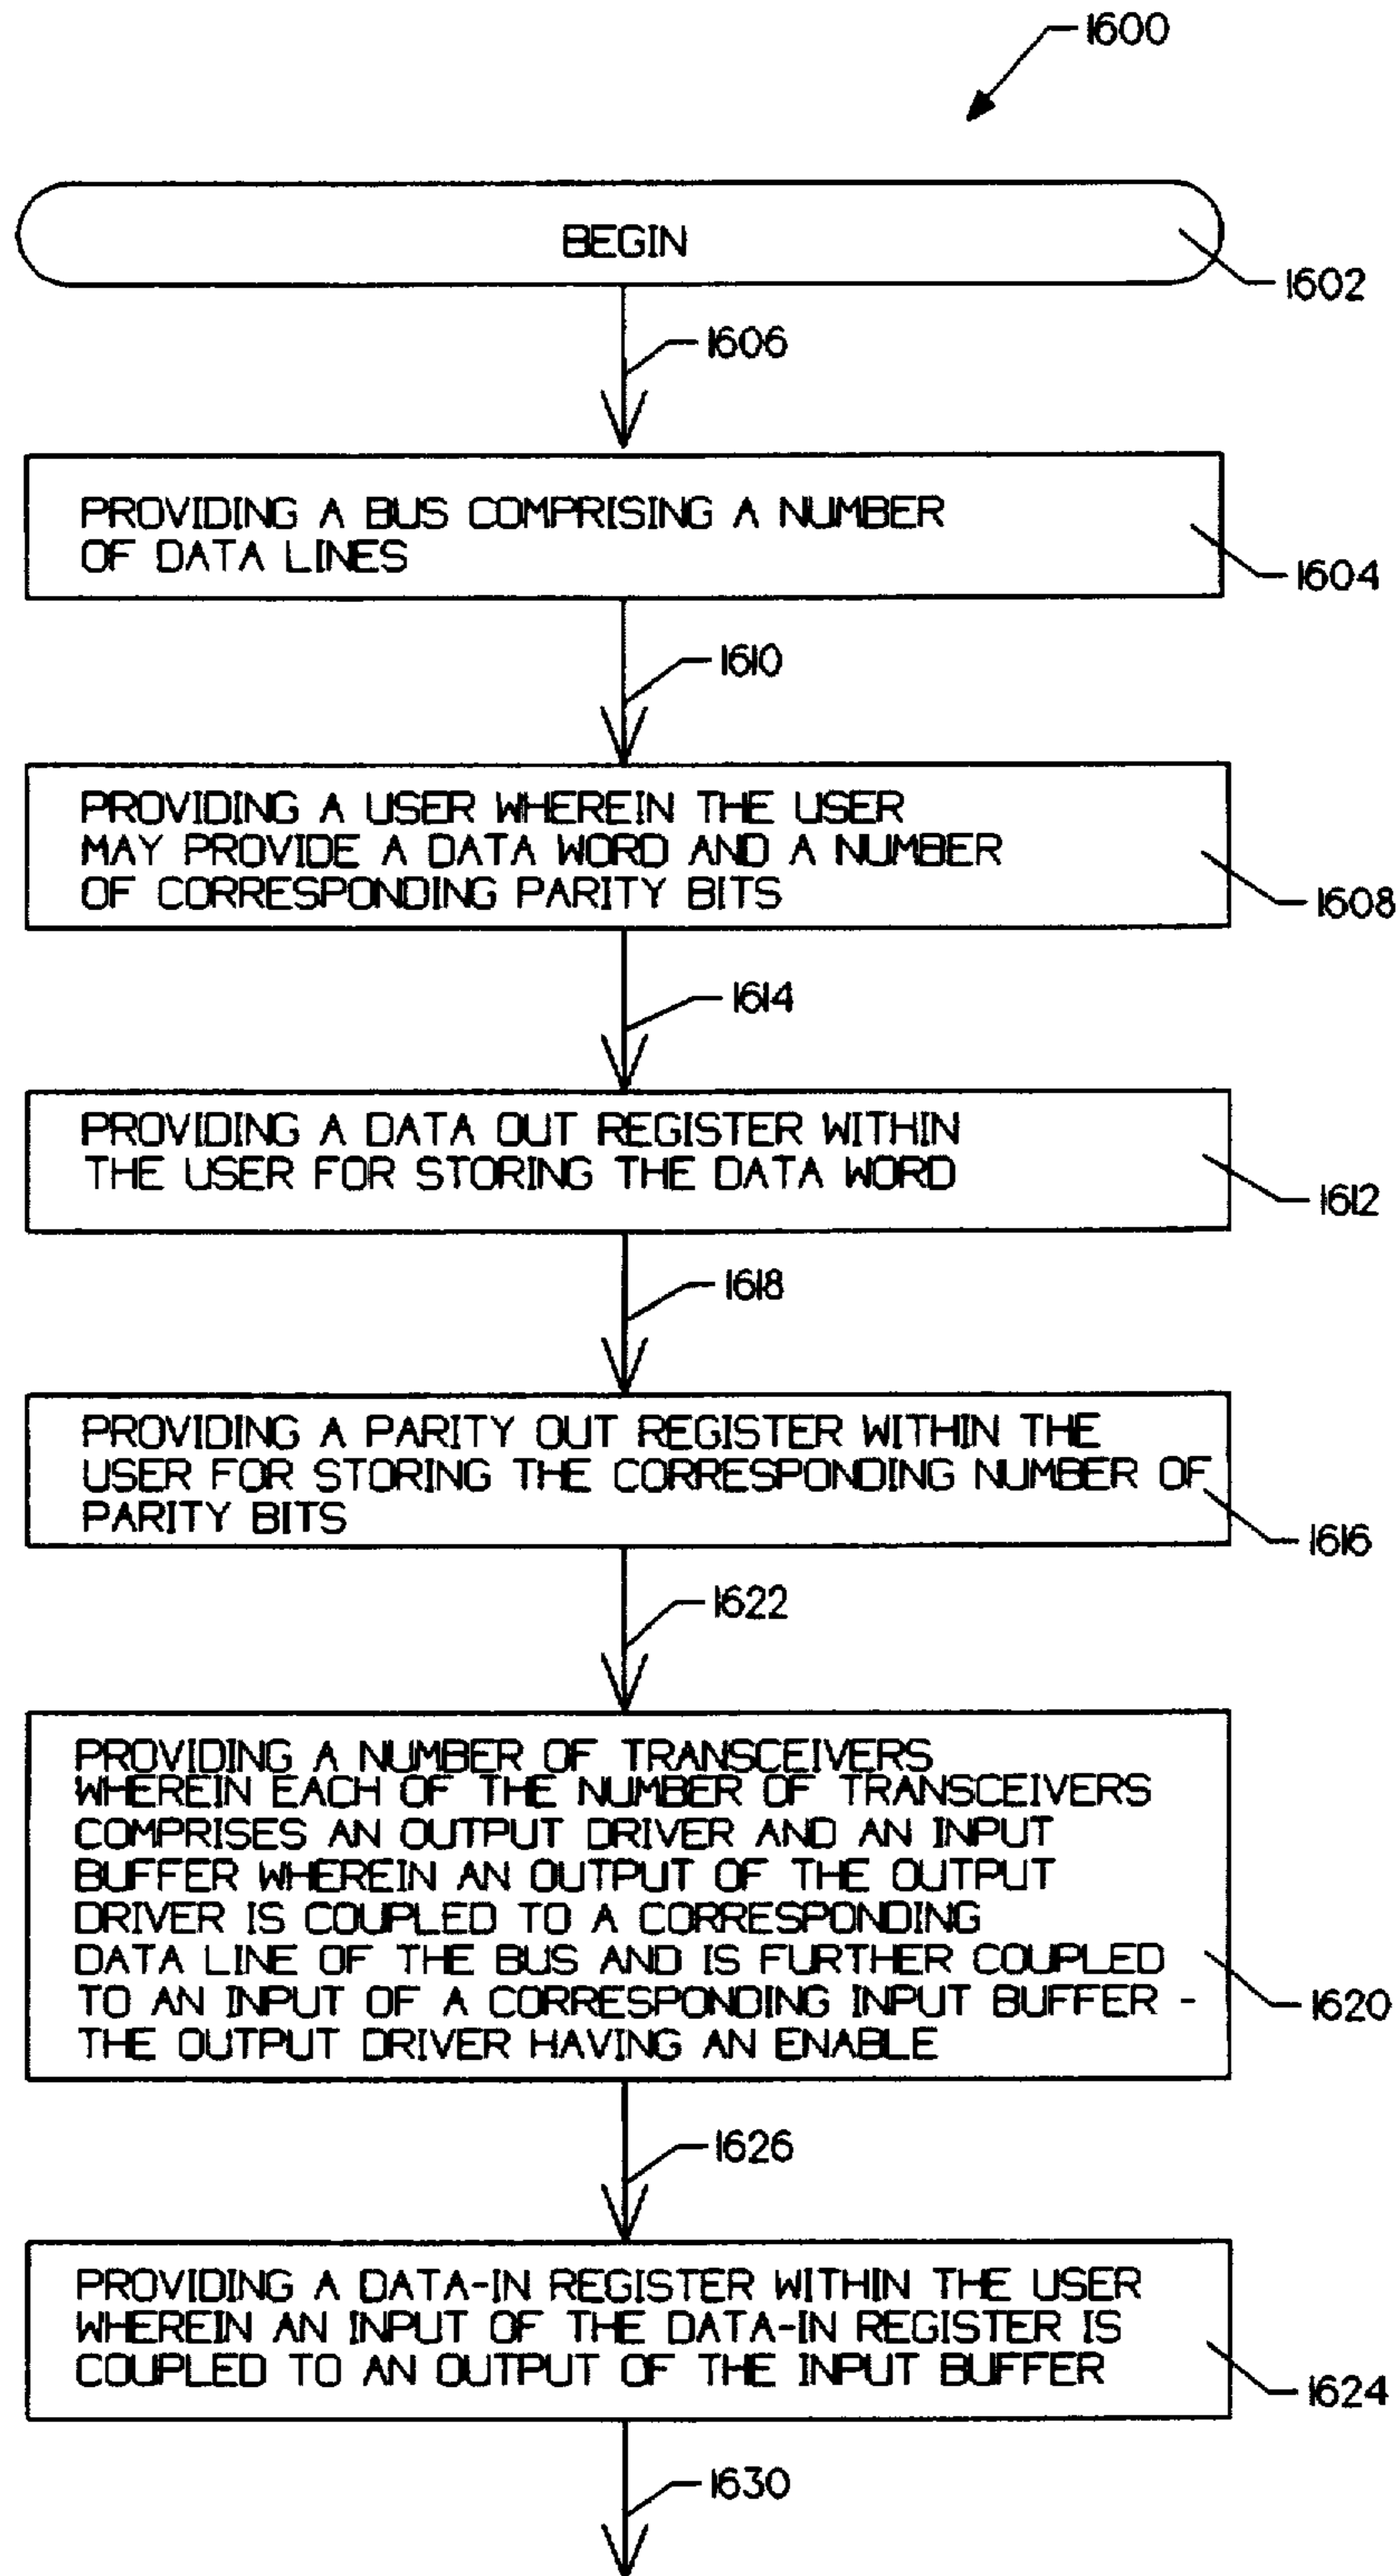 1600
BEGIN
1602
1606
PROVIDING A BUS COMPRISING A NUMBER
OF DATA LINES
1604
1610
PROVIDING A USER WHEREIN THE USER
MAY PROVIDE A DATA WORD AND A NUMBER
OF CORRESPONDING PARITY BITS
1608
1614
PROVIDING A DATA OUT REGISTER WITHIN
THE USER FOR STORING THE DATA WORD
1612
1618
PROVIDING A PARITY OUT REGISTER WITHIN THE
USER FOR STORING THE CORRESPONDING NUMBER OF
PARITY BITS
1616
1622
PROVIDING A NUMBER OF TRANSCEIVERS
WHEREIN EACH OF THE NUMBER OF TRANSCEIVERS
COMPRISES AN OUTPUT DRIVER AND AN INPUT
BUFFER WHEREIN AN OUTPUT OF THE OUTPUT
DRIVER IS COUPLED TO A CORRESPONDING
DATA LINE OF THE BUS AND IS FURTHER COUPLED
TO AN INPUT OF A CORRESPONDING INPUT BUFFER -
THE OUTPUT DRIVER HAVING AN ENABLE
1620
1626
PROVIDING A DATA-IN REGISTER WITHIN THE USER
WHEREIN AN INPUT OF THE DATA-IN REGISTER IS
COUPLED TO AN OUTPUT OF THE INPUT BUFFER
1624
1630